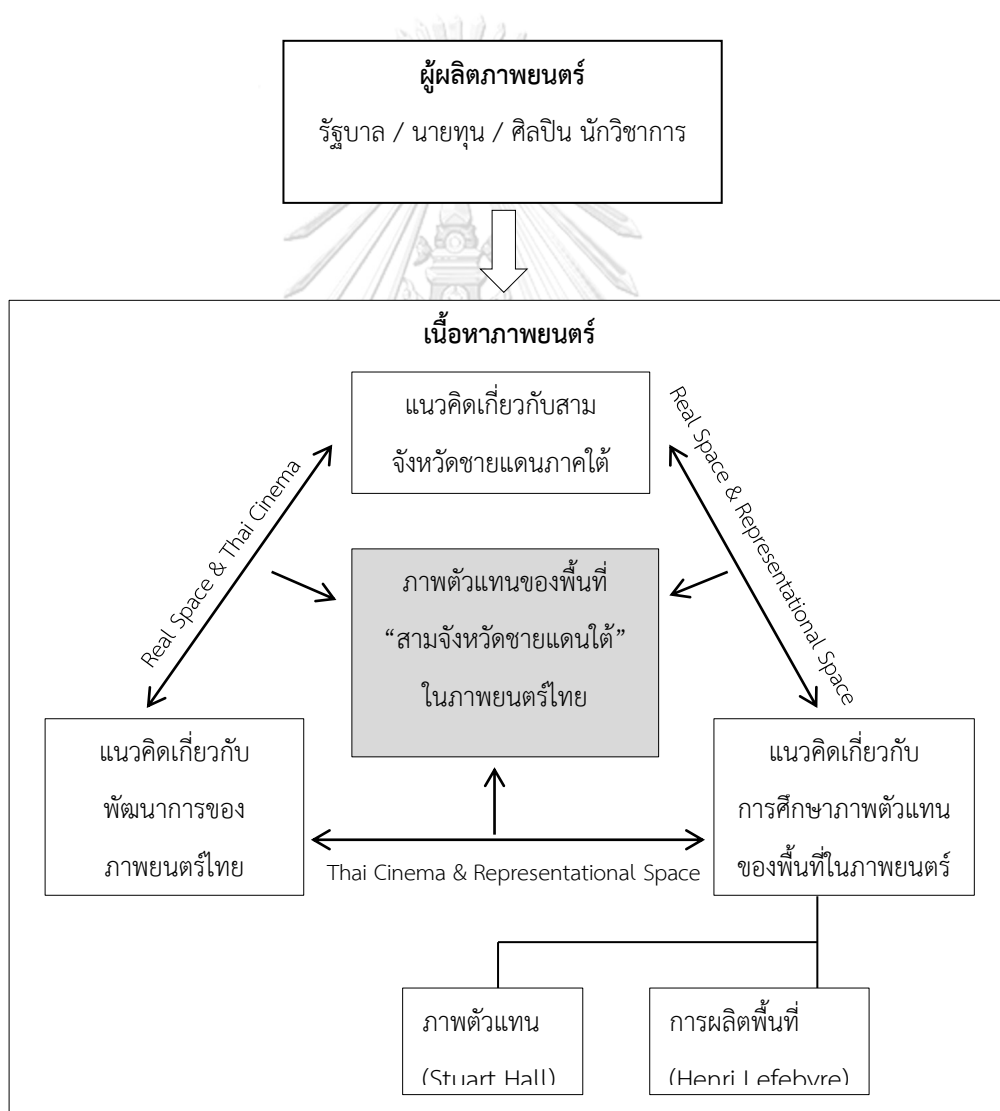 ผู้ผลิตภาพยนตร์
รัฐบาล / นายทุน / ศิลปิน นักวิชาการ
เนื้อหาภาพยนตร์
แนวคิดเกี่ยวกับสาม
จังหวัดชายแดนภาคใต้
Real Space & Thai Cinema
Real Space & Representational Space
ภาพตัวแทนของพื้นที่
“สามจังหวัดชายแดนใต้”
ในภาพยนตร์ไทย
แนวคิดเกี่ยวกับ
พัฒนาการของ
ภาพยนตร์ไทย
แนวคิดเกี่ยวกับ
การศึกษาภาพตัวแทน
ของพื้นที่ในภาพยนตร์
Thai Cinema & Representational Space
ภาพตัวแทน
(Stuart Hall)
การผลิตพื้นที่
(Henri Lefebvre)